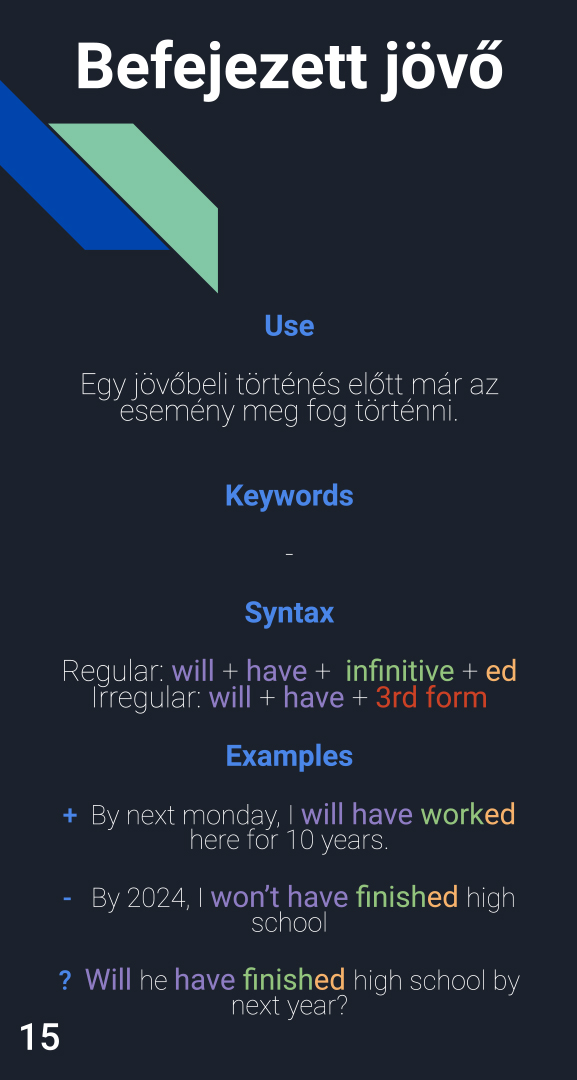 Befejezett jövő
Use
Egy jövőbeli történés előtt már az
esemény meg fog történni.
Keywords
-
Syntax
Regular: will + have + infinitive + ed
Irregular: will + have + 3rd form
Examples
+ By next monday, I will have worked
here for 10 years.
- By 2024, I won't have finished high
school
? Will he have finished high school by
next year?
15